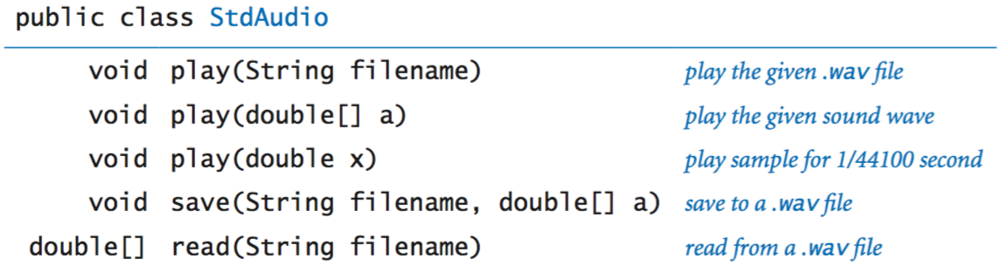 public class StdAudio
void play(String filename) play the given .wav file
void play(double[] a) play the given sound wave
void play(double x) play sample for 1/44100 second
void save(String filename, double[] a) save to a .wav file
double[] read(String filename) read from a .wav file